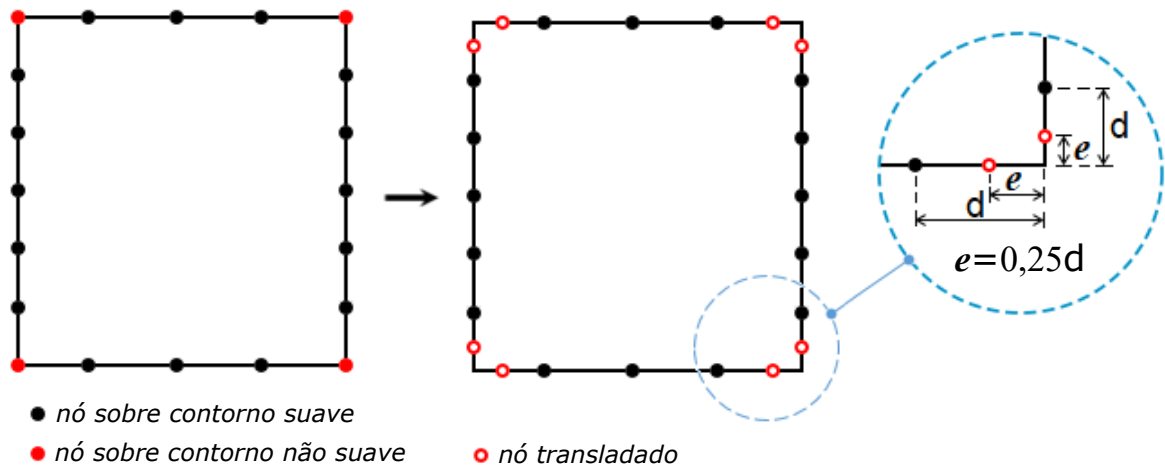 d
e
e
d
e=0,25d
nó sobre contorno suave
nó sobre contorno não suave
nó transladado